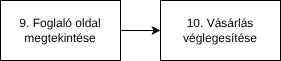 9. Foglaló oldal
megtekintése
10. Vásárlás
véglegesítése